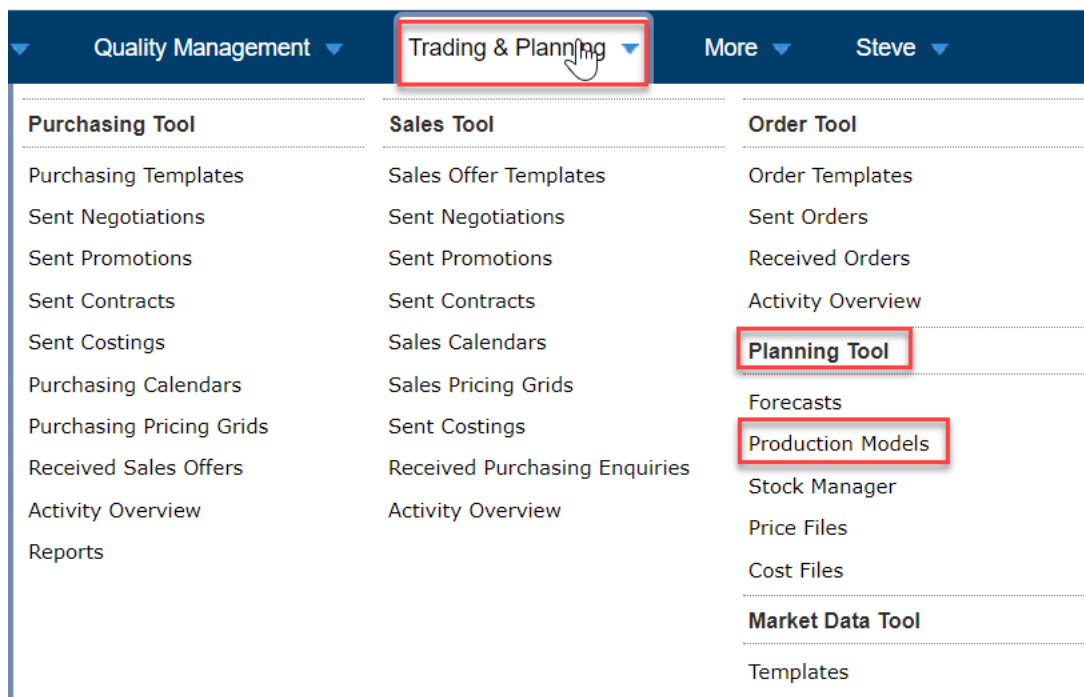 Quality Management
Trading & Planning
More
Steve
Purchasing Tool
Purchasing Templates
Sent Negotiations
Sent Promotions
Sent Contracts
Sent Costings
Purchasing Calendars
Purchasing Pricing Grids
Received Sales Offers
Activity Overview
Reports
Sales Tool
Sales Offer Templates
Sent Negotiations
Sent Promotions
Sent Contracts
Sales Calendars
Sales Pricing Grids
Sent Costings
Received Purchasing Enquiries
Activity Overview
Order Tool
Order Templates
Sent Orders
Received Orders
Activity Overview
Planning Tool
Forecasts
Production Models
Stock Manager
Price Files
Cost Files
Market Data Tool
Templates